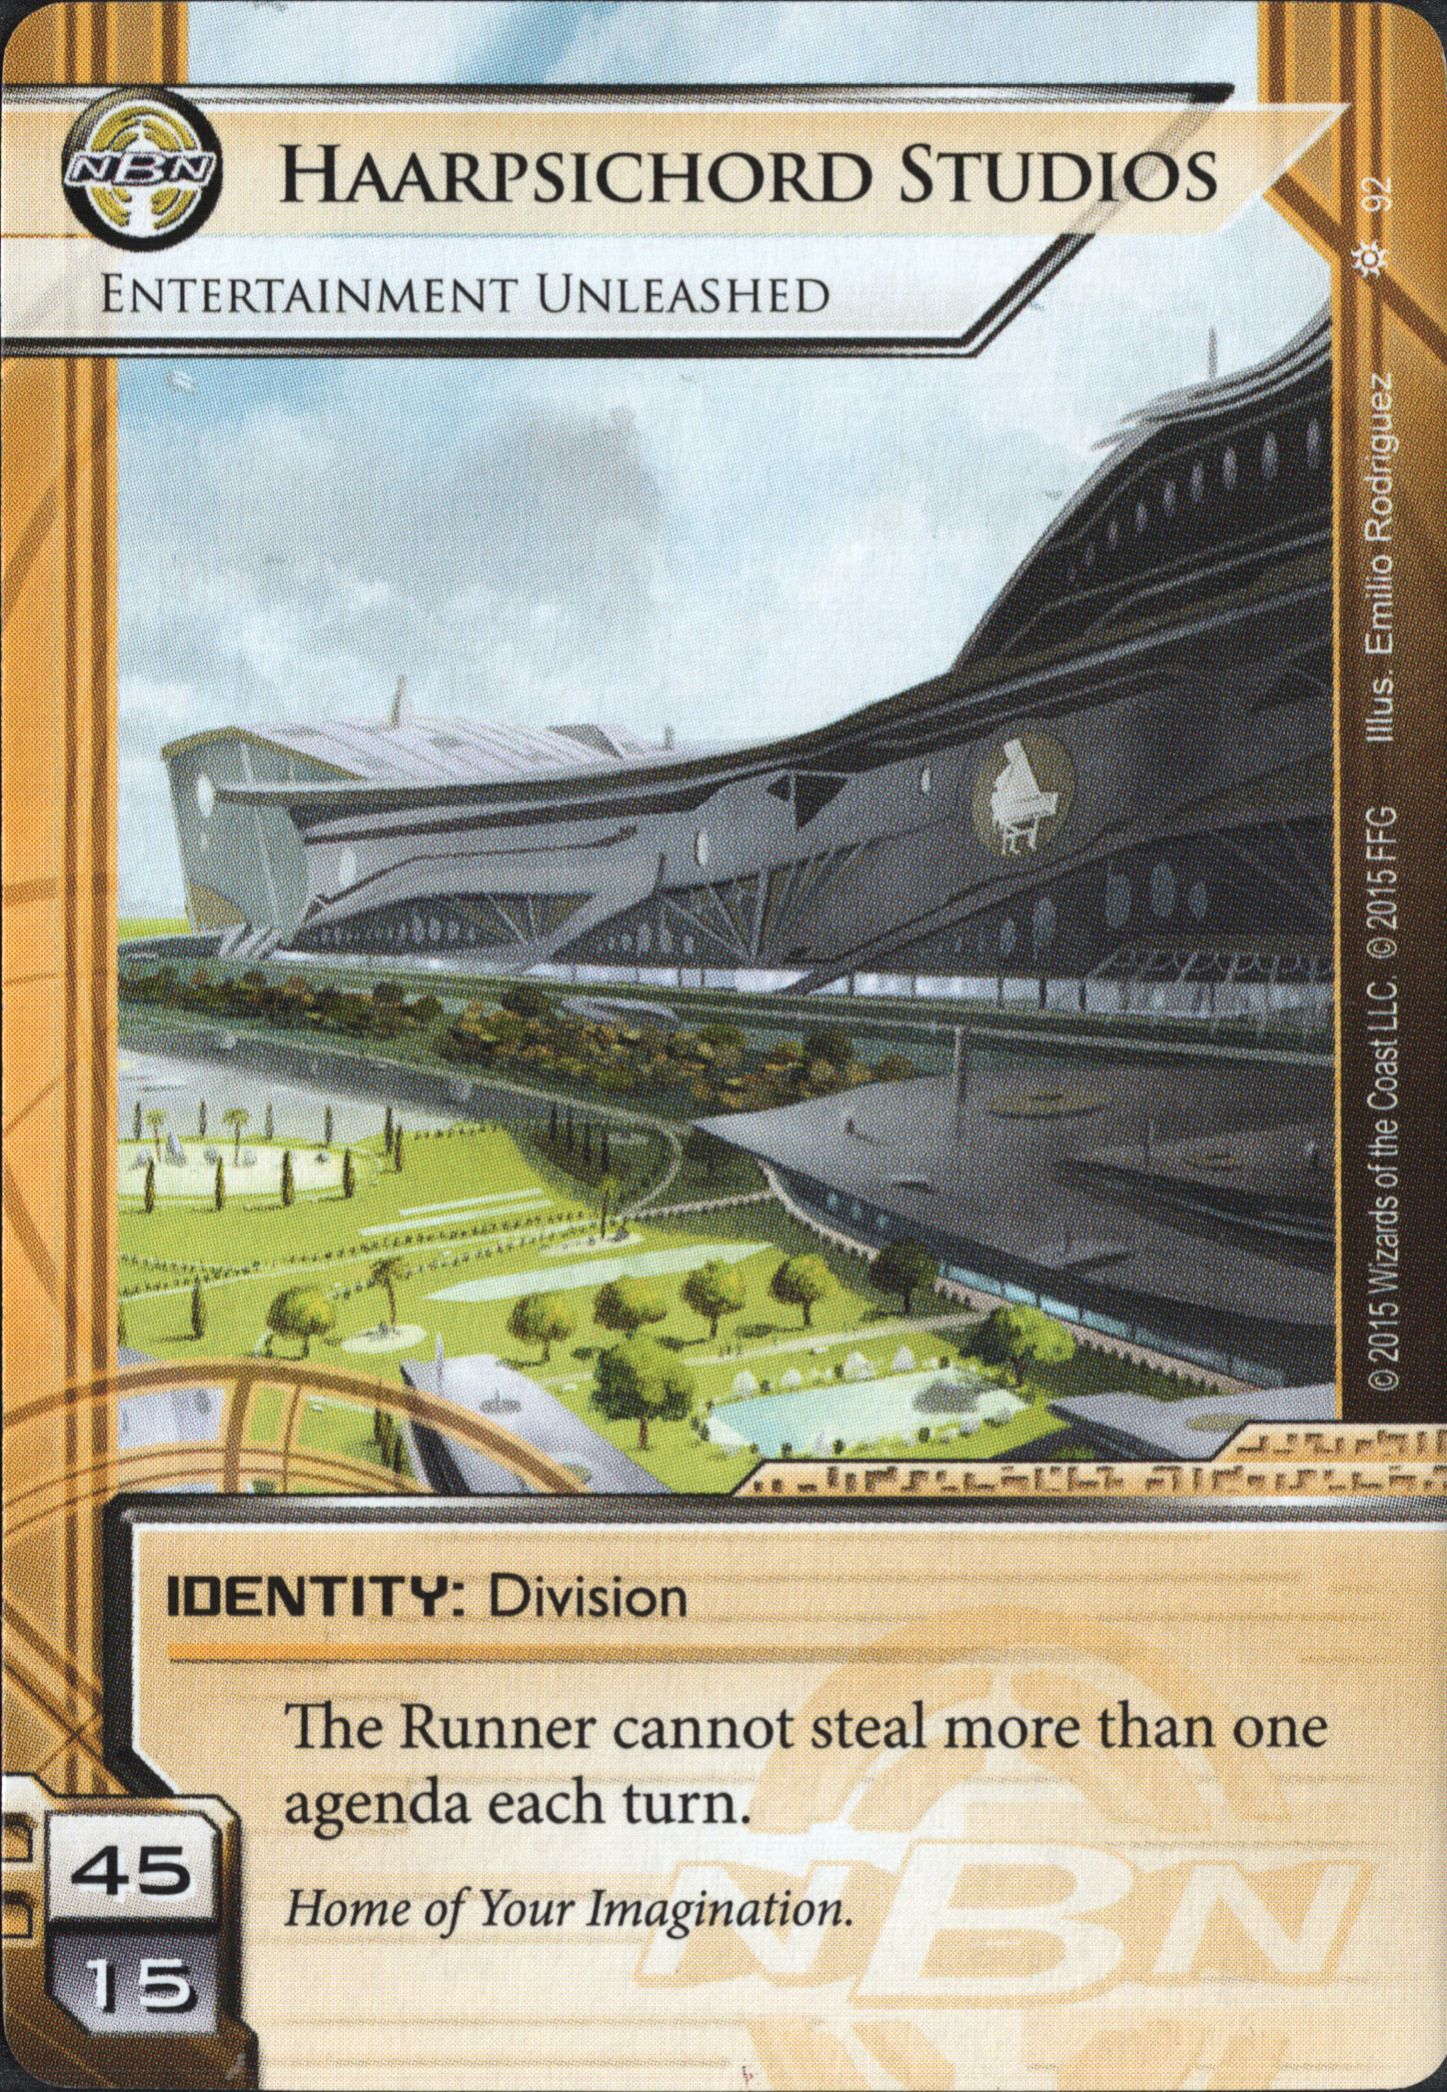 NBN
HAARPSICHORD STUDIOS
ENTERTAINMENT UNLEASHED
92
Illus. Emilio Rodriguez
© 2015 Wizards of the Coast LLC. © 2015 FFG
IDENTITY: Division
The Runner cannot steal more than one
agenda each turn.
Home of Your Imagination.
45
15
NBN